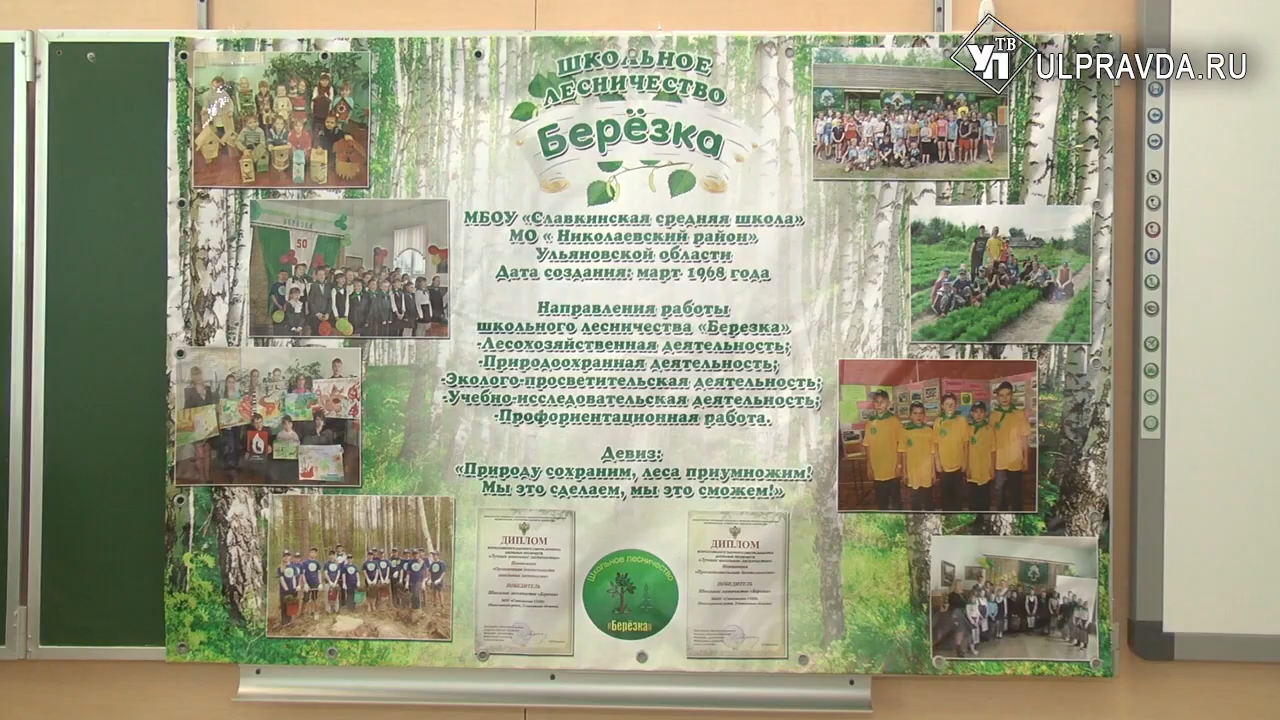 УП ТВ ULPRAVDA.RU
ШКОЛЬНОЕ
ЛЕСНИЧЕСТВО
Берёзка
МБОУ «Славкинская средняя школа»
МО « Николаевский район»
Ульяновской области
Дата создания: март 1968 года
Направления работы
школьного лесничества «Березка»
-Лесохозяйственная деятельность;
-Природоохранная деятельность;
-Эколого-просветительская деятельность;
-Учебно-исследовательская деятельность;
-Профориентационная работа.
Девиз:
«Природу сохраним, леса приумножим!
Мы это сделаем, мы это сможем!»
50
ДИПЛОМ
ПОБЕДИТЕЛЬ
Школьное лесничество
«Берёзка»
ДИПЛОМ
ПОБЕДИТЕЛЬ